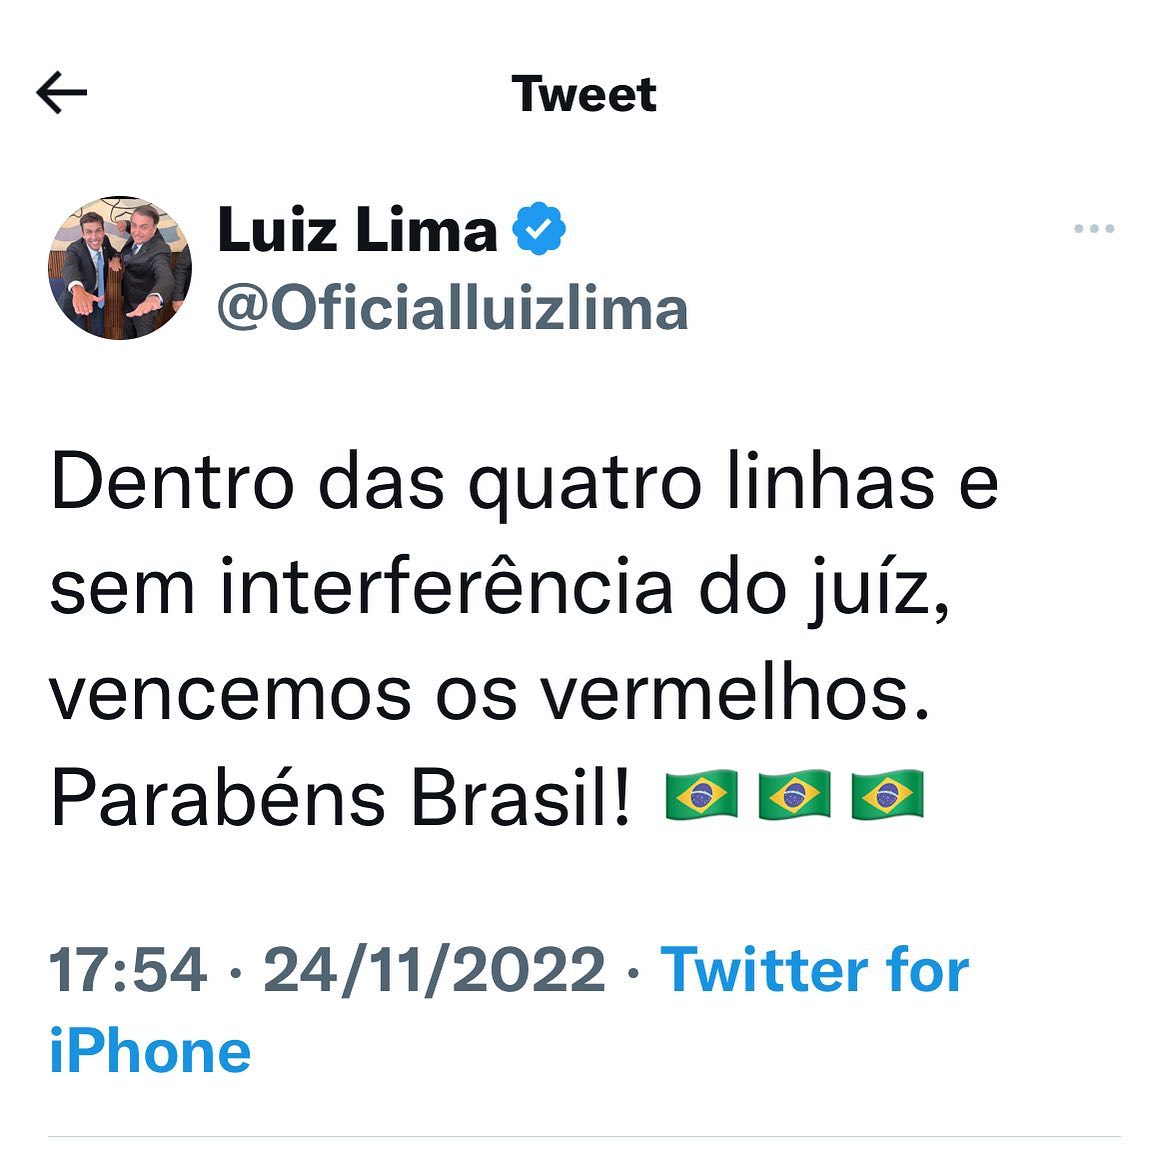 Tweet
Luiz Lima
@Oficialluizlima
Dentro das quatro linhas e
sem interferência do juíz,
vencemos os vermelhos.
Parabéns Brasil! 🇧🇷🇧🇷🇧🇷
17:54 · 24/11/2022 · Twitter for
iPhone